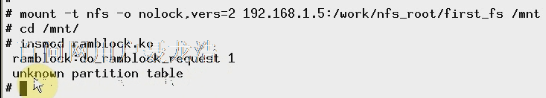 # mount -t nfs -o nolock,vers=2 192.168.1.5:/work/nfs_root/first_fs /mnt
# cd /mnt/
# insmod ramblock.ko
ramblock:do_ramblock_request 1
unknown partition table
#